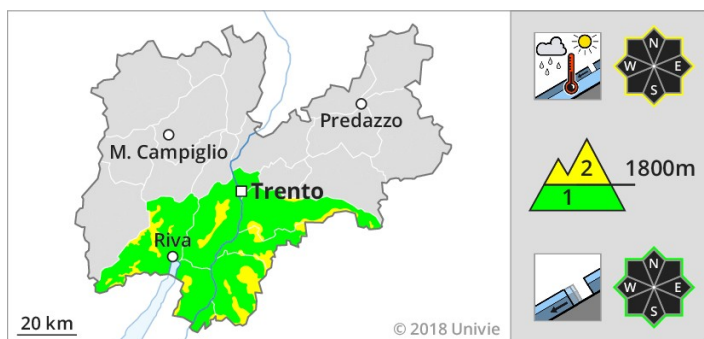 Predazzo
M. Campiglio
Trento
Riva
20 km
© 2018 Univie
N
W E
S
2 1800m
1
N
W E
S